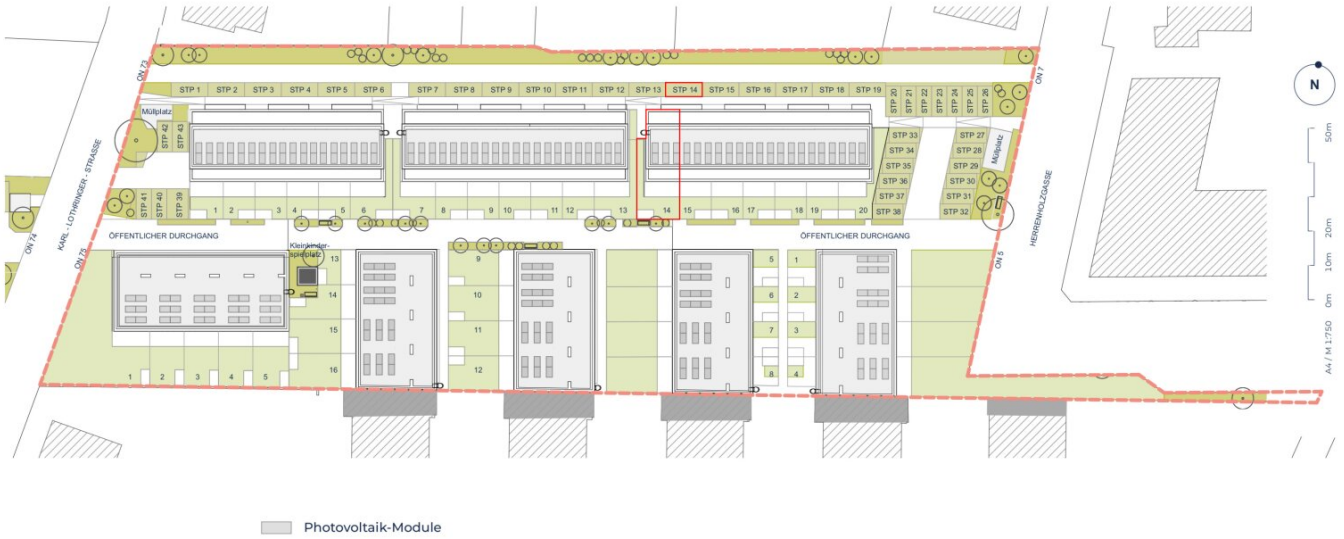 ON 73
ON 7
STP 1 STP 2 STP 3 STP 4 STP 5 STP 6 STP 7 STP 8 STP 9 STP 10 STP 11 STP 12 STP 13 STP 14 STP 15 STP 16 STP 17 STP 18 STP 19 STP 20 STP 21 STP 22 STP 23 STP 24 STP 25 STP 26
N
Müllplatz
STP 42 STP 43
STP 33 STP 27
STP 34 STP 28
STP 35 STP 29
STP 36 STP 30
STP 37 STP 31
STP 38 STP 32
Müllplatz
STP 41 STP 40 STP 39
KARL - LOTHRINGER - STRASSE
HERRENHOLZGASSE
ON 74
ON 75
ON 5
1 2 3 4 5 6 7 8 9 10 11 12 13 14 15 16 17 18 19 20
ÖFFENTLICHER DURCHGANG
ÖFFENTLICHER DURCHGANG
Kleinkinder-
spielplatz
13 9 5 1
14 10 6 2
15 11 7 3
16 12 8 4
1 2 3 4 5
50m
20m
10m
0m
A4 / M 1:750
Photovoltaik-Module